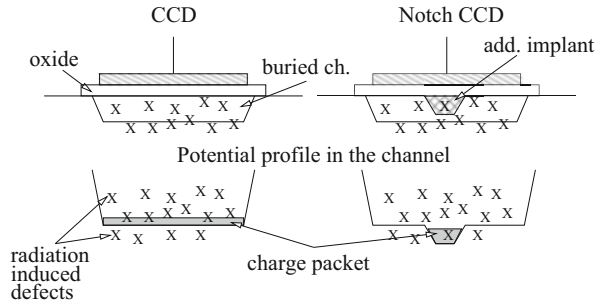 CCD
Notch CCD
oxide
buried ch.
add. implant
X X X X X
X X X X X X X
X X X X X X
X X X X X X X
Potential profile in the channel
X X X X X
X X X X X X
X X X X
X X X X X
X X X X X X
X X X X
radiation
induced
defects
charge packet